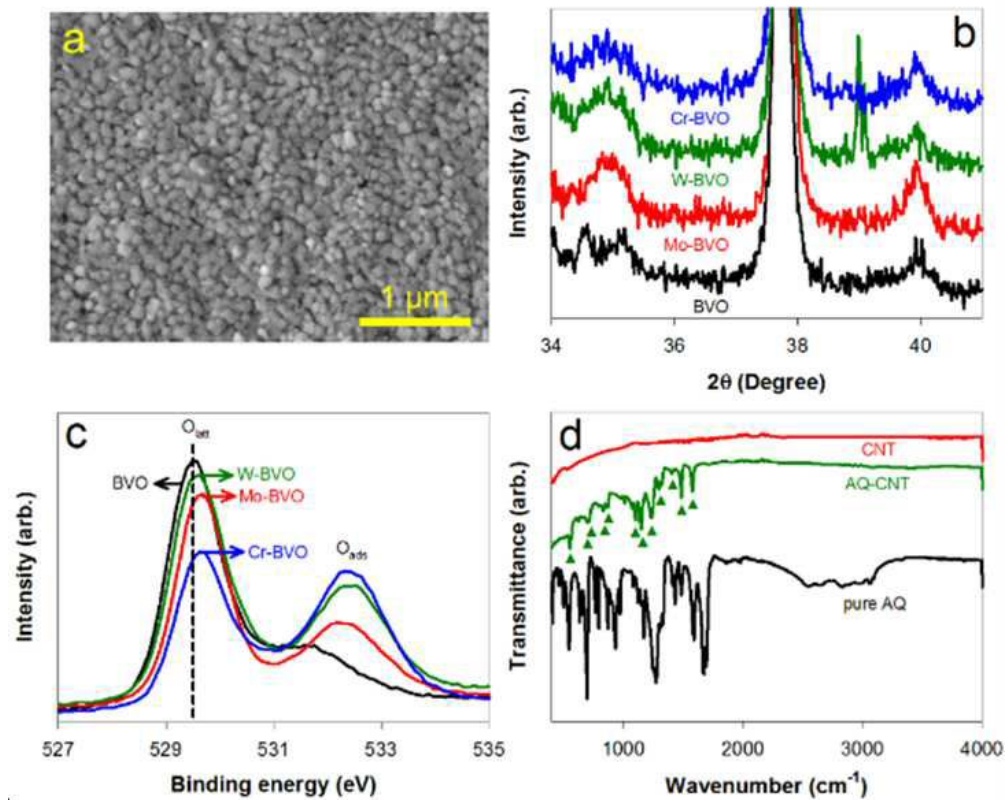 a
1 μm
b
Intensity (arb.)
Cr-BVO
W-BVO
Mo-BVO
BVO
34 36 38 40
2θ (Degree)
c
Intensity (arb.)
O_latt
BVO
W-BVO
Mo-BVO
Cr-BVO
O_ads
527 529 531 533 535
Binding energy (eV)
d
Transmittance (arb.)
CNT
AQ-CNT
pure AQ
1000 2000 3000 4000
Wavenumber (cm⁻¹)